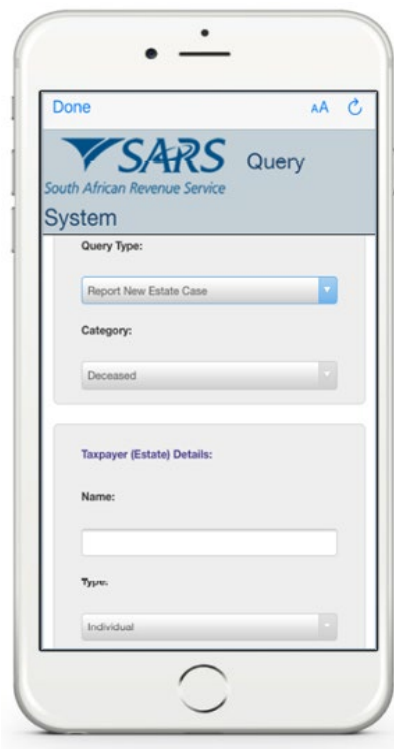 Done AA
SARS Query
South African Revenue Service
System
Query Type:
Report New Estate Case
Category:
Deceased
Taxpayer (Estate) Details:
Name:
Type:
Individual